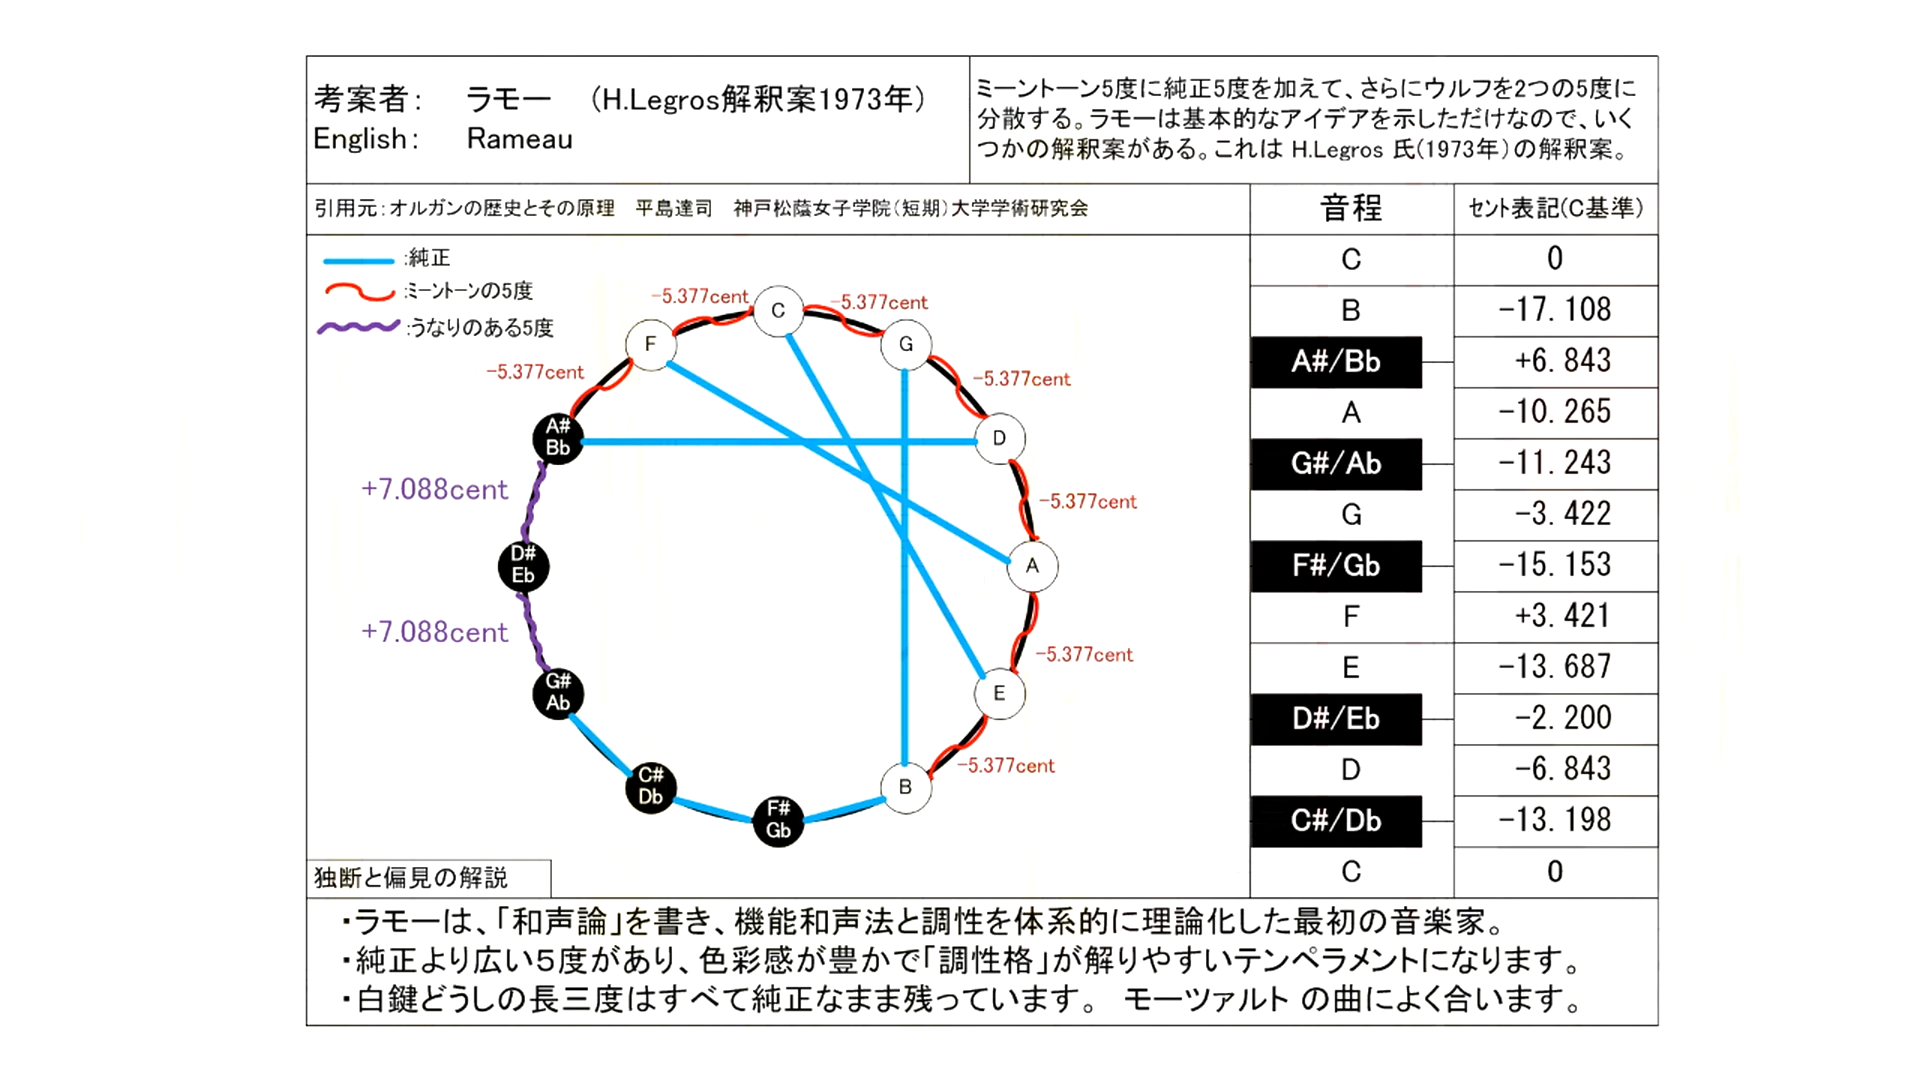 考案者： ラモー （H.Legros解釈案1973年）
English： Rameau
ミーントーン5度に純正5度を加えて、さらにウルフを2つの5度に
分散する。ラモーは基本的なアイデアを示しただけなので、いく
つかの解釈案がある。これは H.Legros 氏（1973年）の解釈案。
引用元：オルガンの歴史とその原理 平島達司 神戸松蔭女子学院（短期）大学学術研究会
:純正
:ミーントーンの5度
:うなりのある5度
-5.377cent
-5.377cent
-5.377cent
-5.377cent
-5.377cent
-5.377cent
-5.377cent
+7.088cent
+7.088cent
C
G
D
A
E
B
F#
Gb
C#
Db
G#
Ab
D#
Eb
A#
Bb
F
音程 セント表記(C基準)
C 0
B -17.108
A#/Bb +6.843
A -10.265
G#/Ab -11.243
G -3.422
F#/Gb -15.153
F +3.421
E -13.687
D#/Eb -2.200
D -6.843
C#/Db -13.198
C 0
独断と偏見の解説
・ラモーは、「和声論」を書き、機能和声法と調性を体系的に理論化した最初の音楽家。
・純正より広い５度があり、色彩感が豊かで「調性格」が解りやすいテンペラメントになります。
・白鍵どうしの長三度はすべて純正なまま残っています。 モーツァルト の曲によく合います。